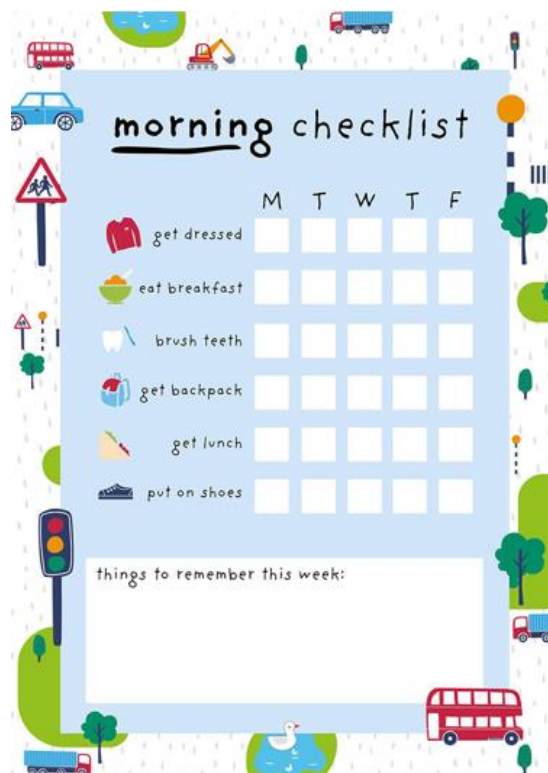 morning checklist
M T W T F
get dressed
eat breakfast
brush teeth
get backpack
get lunch
put on shoes
things to remember this week: